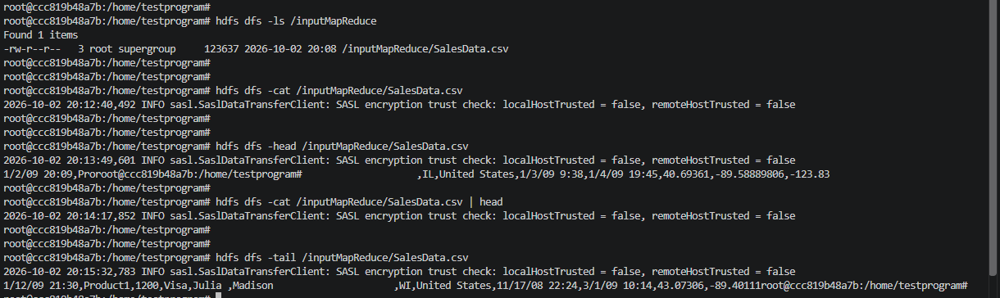 root@ccc819b48a7b:/home/testprogram#
root@ccc819b48a7b:/home/testprogram# hdfs dfs -ls /inputMapReduce
Found 1 items
-rw-r--r--   3 root supergroup     123637 2026-10-02 20:08 /inputMapReduce/SalesData.csv
root@ccc819b48a7b:/home/testprogram#
root@ccc819b48a7b:/home/testprogram#
root@ccc819b48a7b:/home/testprogram# hdfs dfs -cat /inputMapReduce/SalesData.csv
2026-10-02 20:12:40,492 INFO sasl.SaslDataTransferClient: SASL encryption trust check: localHostTrusted = false, remoteHostTrusted = false
root@ccc819b48a7b:/home/testprogram#
root@ccc819b48a7b:/home/testprogram#
root@ccc819b48a7b:/home/testprogram# hdfs dfs -head /inputMapReduce/SalesData.csv
2026-10-02 20:13:49,601 INFO sasl.SaslDataTransferClient: SASL encryption trust check: localHostTrusted = false, remoteHostTrusted = false
1/2/09 20:09,Proroot@ccc819b48a7b:/home/testprogram#                    ,IL,United States,1/3/09 9:38,1/4/09 19:45,40.69361,-89.58889806,-123.83
root@ccc819b48a7b:/home/testprogram#
root@ccc819b48a7b:/home/testprogram# hdfs dfs -cat /inputMapReduce/SalesData.csv | head
2026-10-02 20:14:17,852 INFO sasl.SaslDataTransferClient: SASL encryption trust check: localHostTrusted = false, remoteHostTrusted = false
root@ccc819b48a7b:/home/testprogram#
root@ccc819b48a7b:/home/testprogram#
root@ccc819b48a7b:/home/testprogram# hdfs dfs -tail /inputMapReduce/SalesData.csv
2026-10-02 20:15:32,783 INFO sasl.SaslDataTransferClient: SASL encryption trust check: localHostTrusted = false, remoteHostTrusted = false
1/12/09 21:30,Product1,1200,Visa,Julia ,Madison                     ,WI,United States,11/17/08 22:24,3/1/09 10:14,43.07306,-89.40111root@ccc819b48a7b:/home/testprogram#
root@ccc819b48a7b:/home/testprogram#